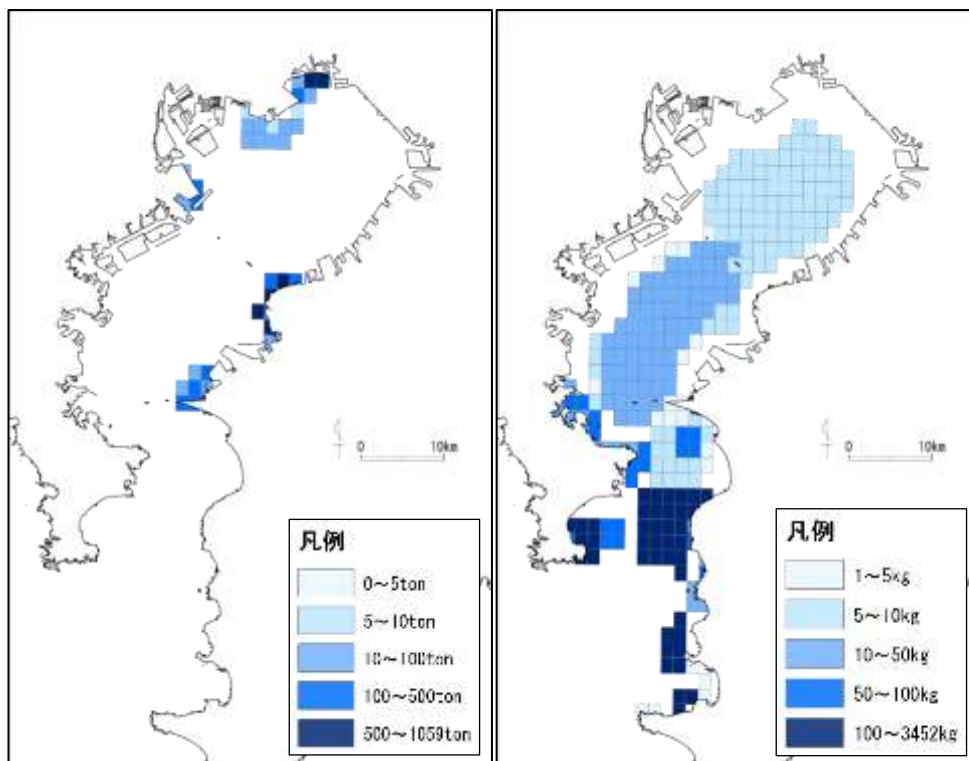 0 10km
凡例
0～5ton
5～10ton
10～100ton
100～500ton
500～1059ton
0 10km
凡例
1～5kg
5～10kg
10～50kg
50～100kg
100～3452kg